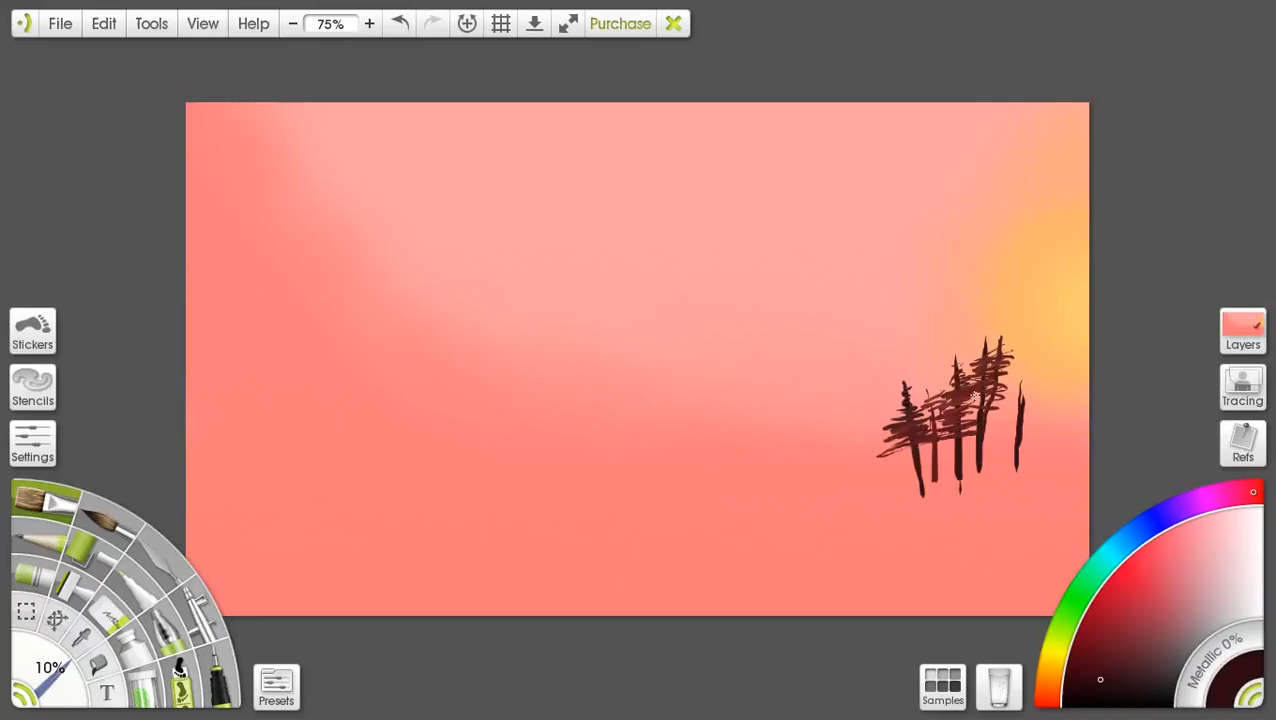 File Edit Tools View Help − 75% + Purchase
Stickers
Stencils
Settings
Layers
Tracing
Refs
10%
T
Presets
Samples
Metallic 0%